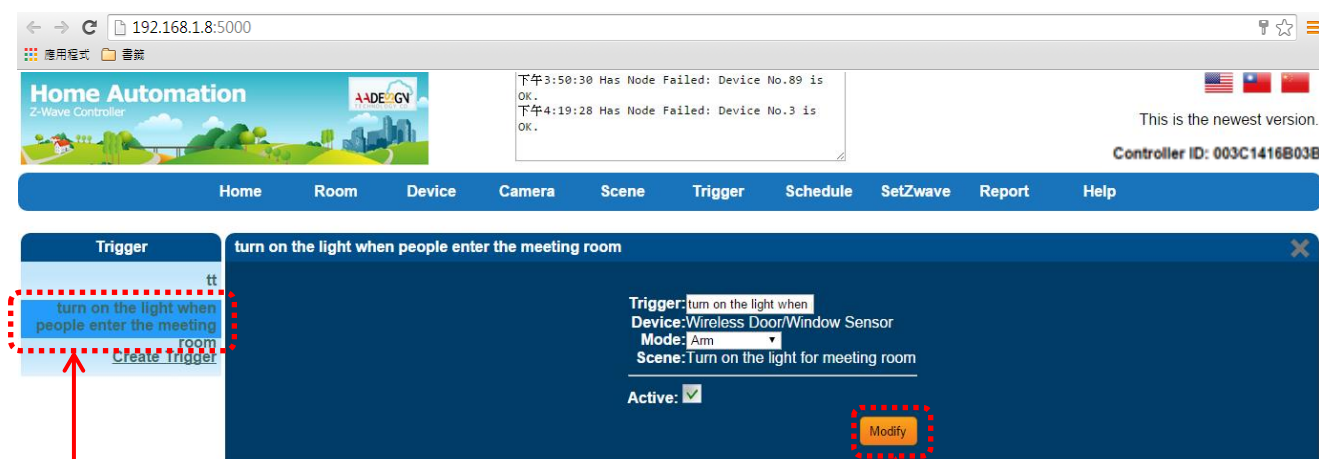 192.168.1.8:5000
應用程式 書籤
Home Automation
Z-Wave Controller
下午3:50:30 Has Node Failed: Device No.89 is
OK.
下午4:19:28 Has Node Failed: Device No.3 is
OK.
This is the newest version.
Controller ID: 003C1416B03B
Home Room Device Camera Scene Trigger Schedule SetZwave Report Help
Trigger
tt
turn on the light when
people enter the meeting
room
Create Trigger
turn on the light when people enter the meeting room
Trigger: turn on the light when
Device:Wireless Door/Window Sensor
Mode: Arm
Scene:Turn on the light for meeting room
Active:
Modify